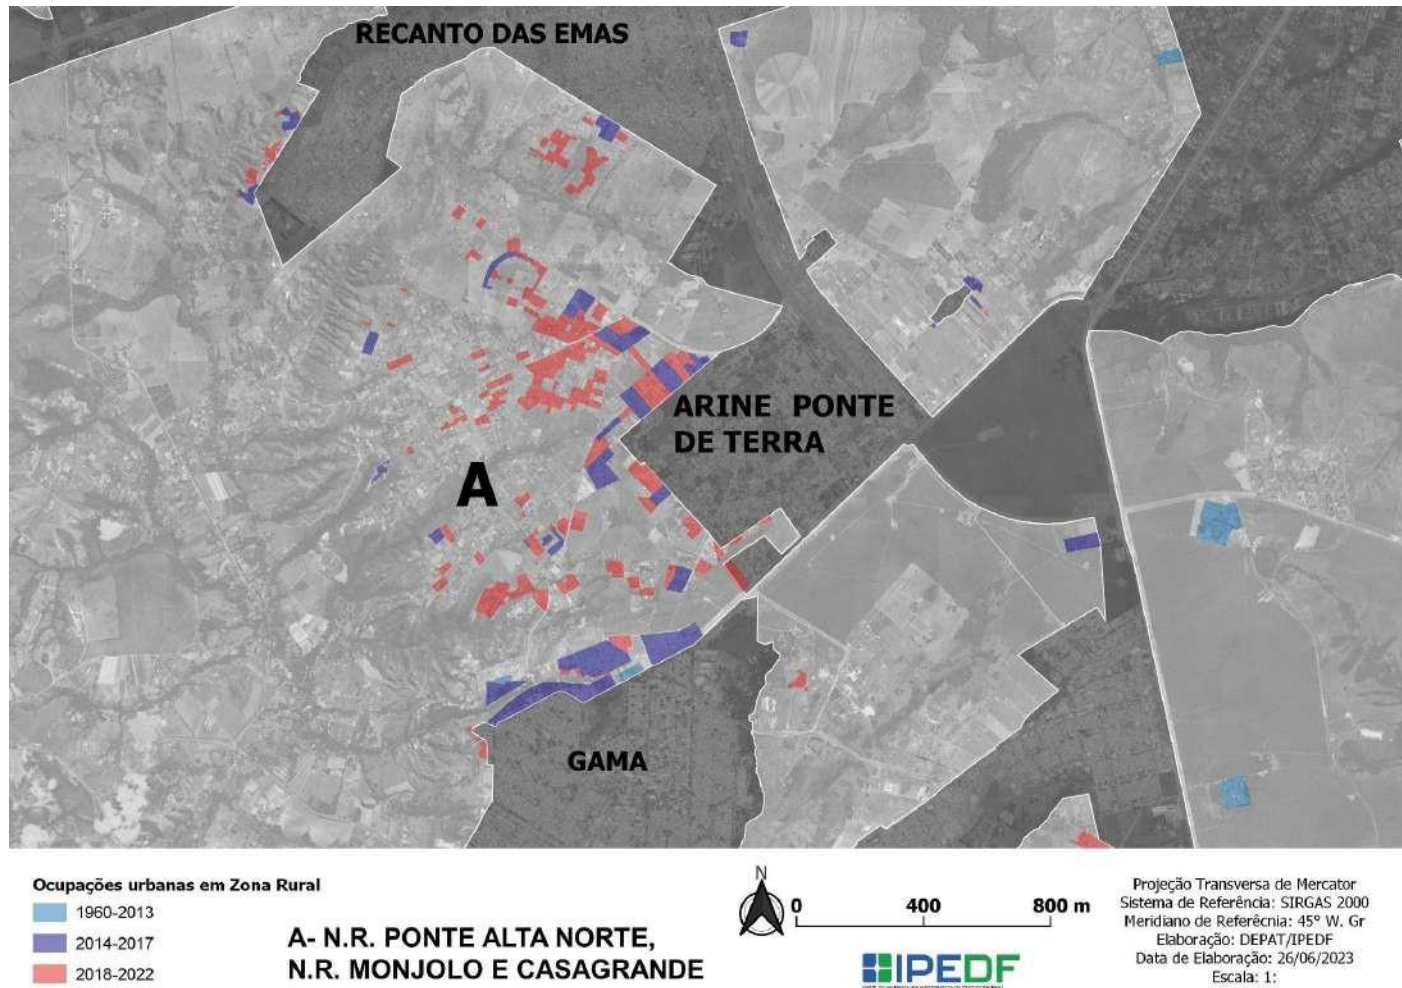 RECANTO DAS EMAS
ARINE PONTE
DE TERRA
A
GAMA
Ocupações urbanas em Zona Rural
1960-2013
2014-2017
2018-2022
A- N.R. PONTE ALTA NORTE,
N.R. MONJOLO E CASAGRANDE
N
0 400 800 m
IPEDF
Projeção Transversa de Mercator
Sistema de Referência: SIRGAS 2000
Meridiano de Referêcnia: 45° W. Gr
Elaboração: DEPAT/IPEDF
Data de Elaboração: 26/06/2023
Escala: 1: